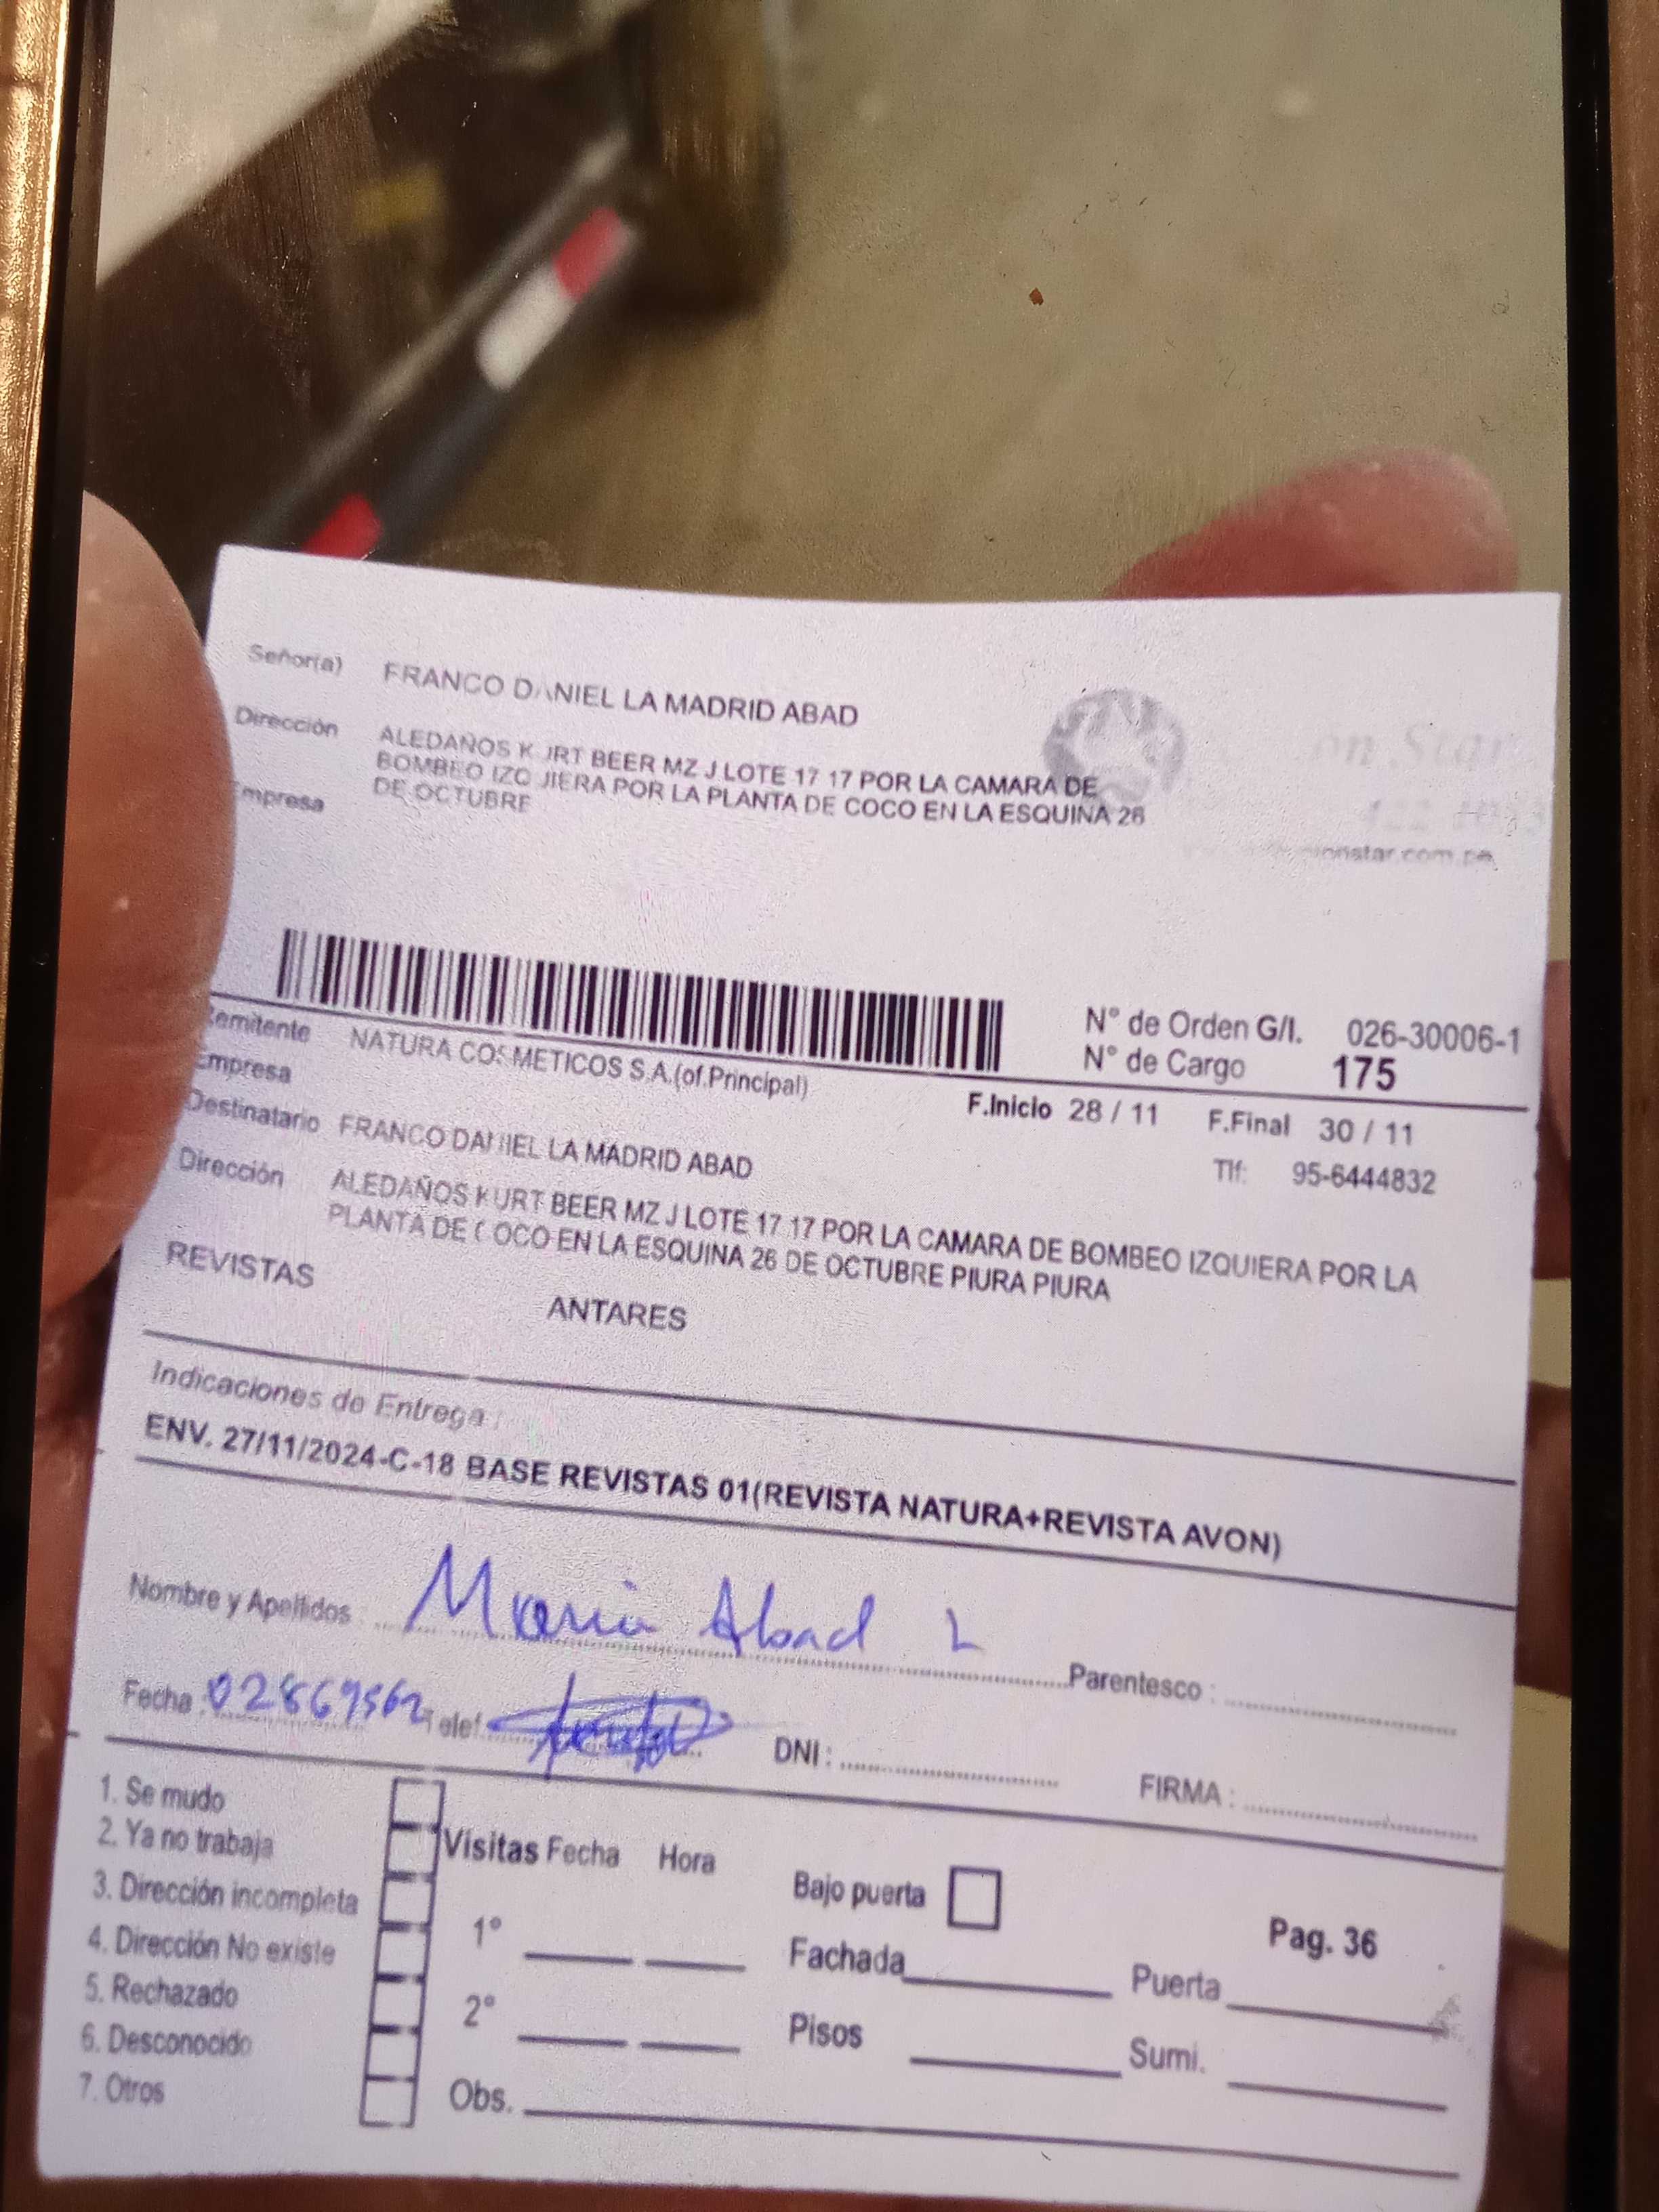 Señor(a) FRANCO DANIEL LA MADRID ABAD
Dirección ALEDAÑOS KURT BEER MZ J LOTE 17 17 POR LA CAMARA DE
BOMBEO IZQUIERA POR LA PLANTA DE COCO EN LA ESQUINA 26
DE OCTUBRE
Empresa
on Star
onstar.com.pe
N° de Orden G/I. 026-30006-1
N° de Cargo 175
Remitente NATURA COSMETICOS S.A.(of.Principal)
Empresa
F.Inicio 28 / 11 F.Final 30 / 11
Destinatario FRANCO DANIEL LA MADRID ABAD
Tlf: 95-6444832
Dirección ALEDAÑOS KURT BEER MZ J LOTE 17 17 POR LA CAMARA DE BOMBEO IZQUIERA POR LA
PLANTA DE COCO EN LA ESQUINA 26 DE OCTUBRE PIURA PIURA
REVISTAS ANTARES
Indicaciones de Entrega :
ENV. 27/11/2024-C-18 BASE REVISTAS 01(REVISTA NATURA+REVISTA AVON)
Nombre y Apellidos : Maria Abad L Parentesco :
Fecha : 02869562 Telef. DNI : FIRMA :
1. Se mudo
2. Ya no trabaja
3. Dirección incompleta
4. Dirección No existe
5. Rechazado
6. Desconocido
7. Otros
Visitas Fecha Hora
1°
2°
Obs.
Bajo puerta
Fachada
Pisos
Pag. 36
Puerta
Sumi.